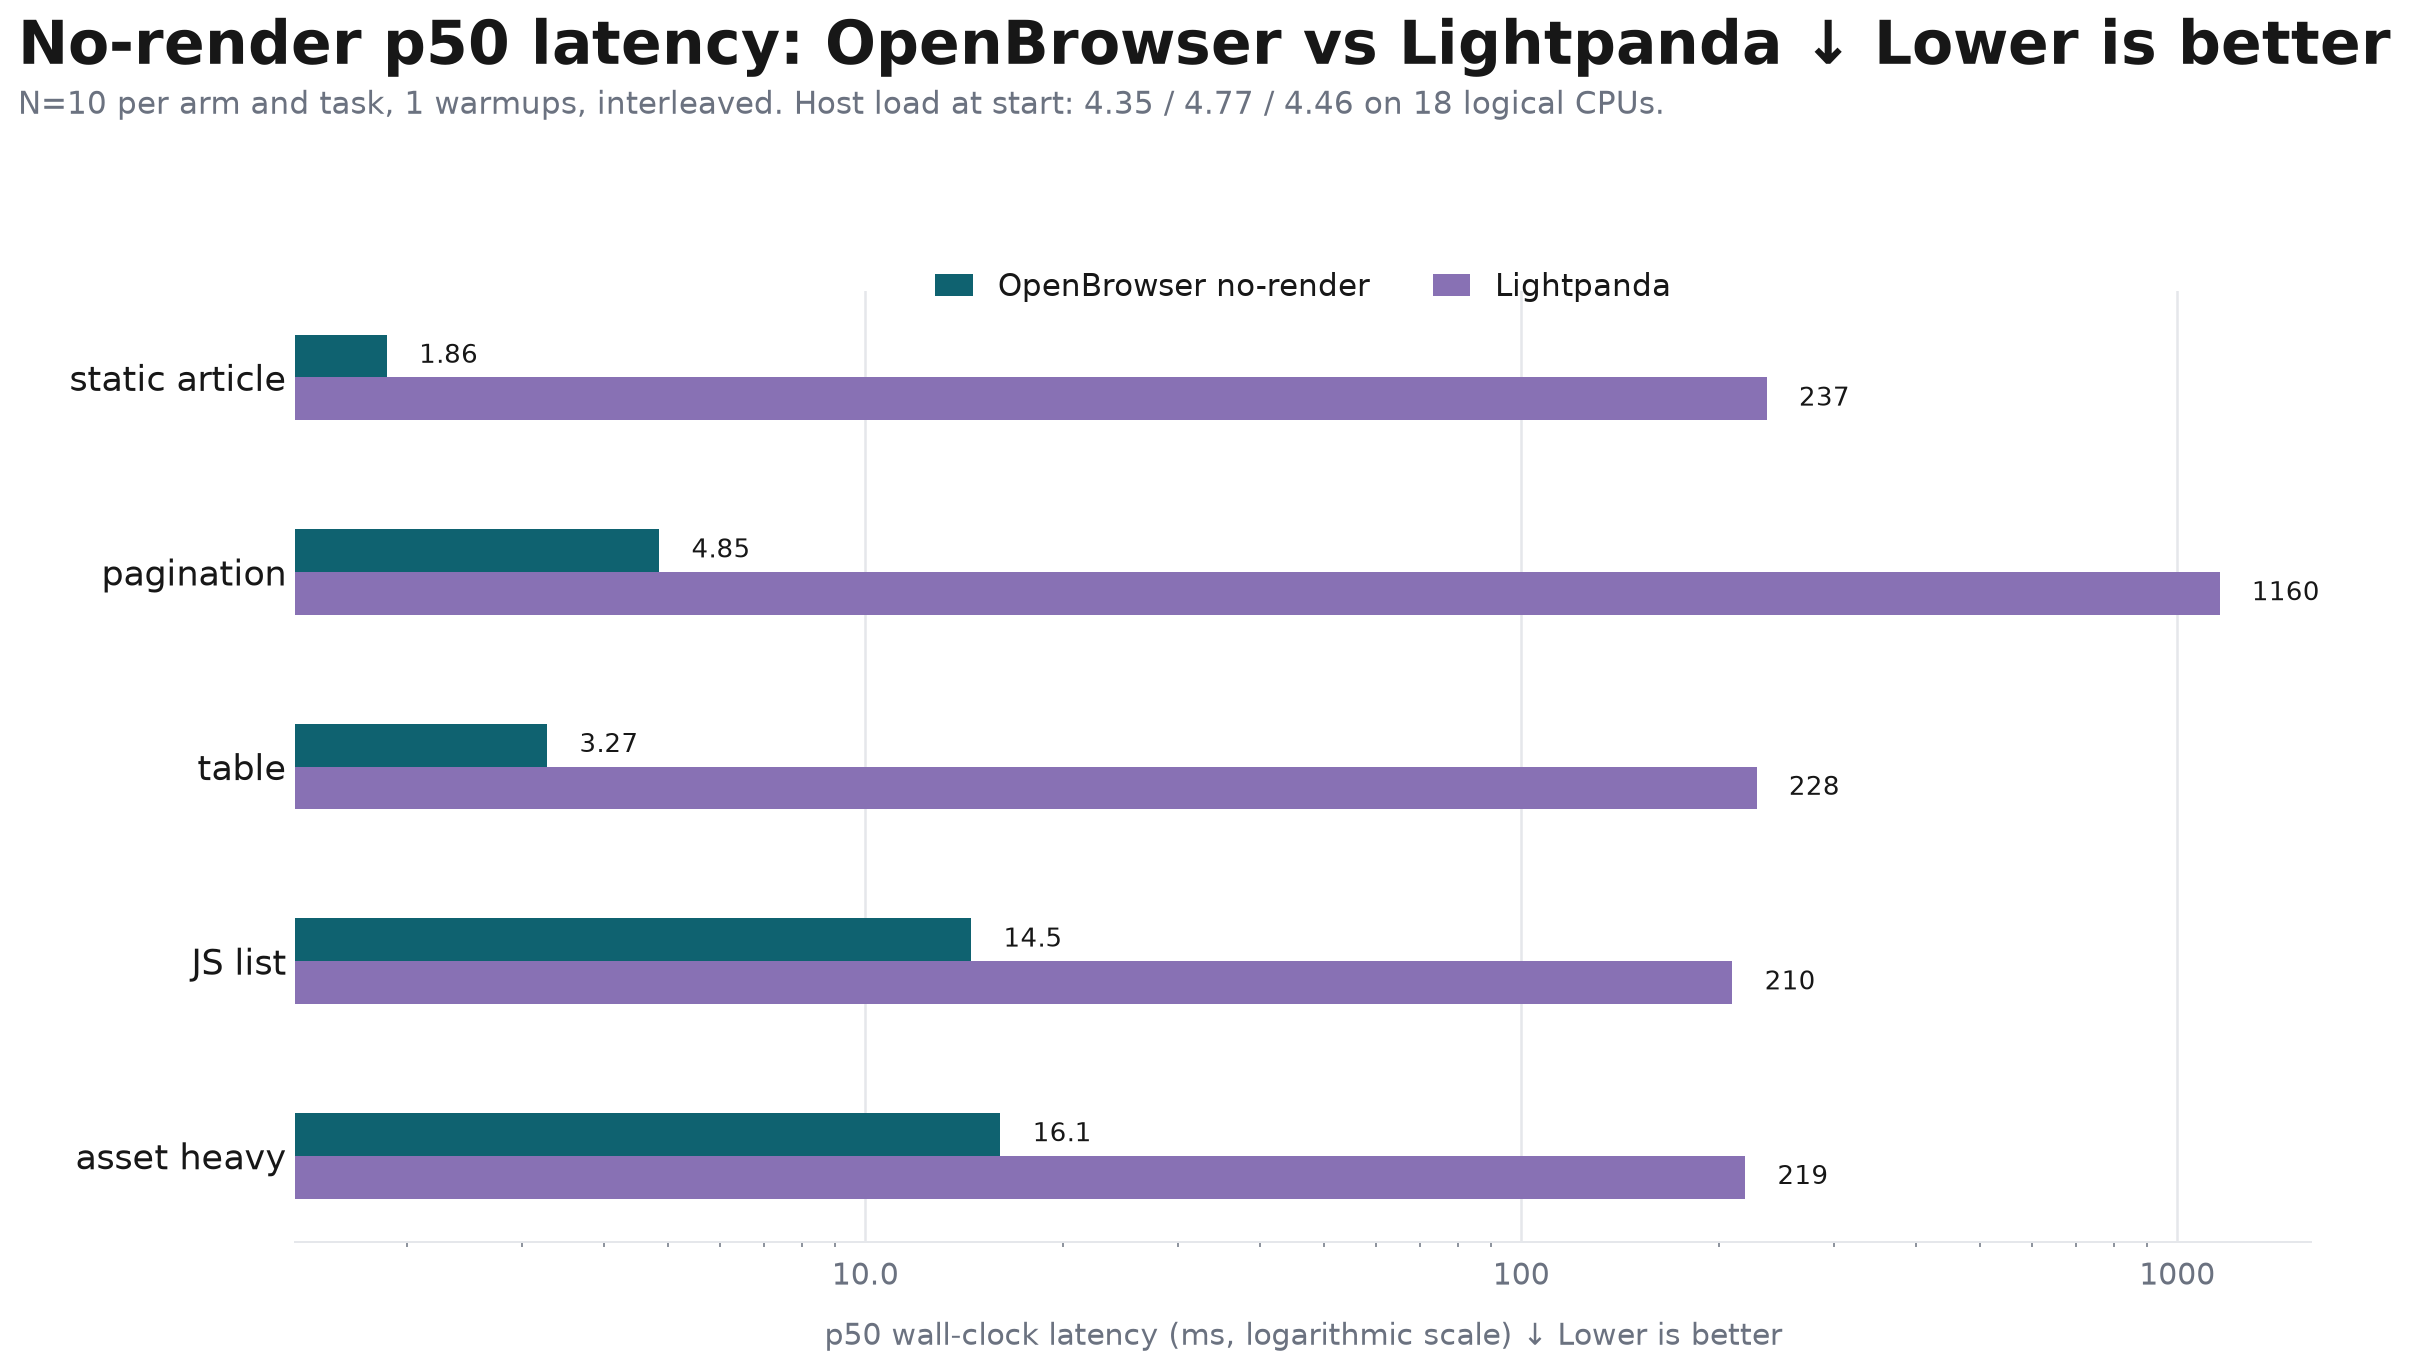 No-render p50 latency: OpenBrowser vs Lightpanda ↓ Lower is better
N=10 per arm and task, 1 warmups, interleaved. Host load at start: 4.35 / 4.77 / 4.46 on 18 logical CPUs.
OpenBrowser no-render Lightpanda
static article 1.86
237
pagination 4.85
1160
table 3.27
228
JS list 14.5
210
asset heavy 16.1
219
10.0 100 1000
p50 wall-clock latency (ms, logarithmic scale) ↓ Lower is better